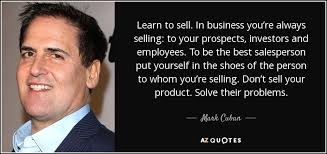 Learn to sell. In business you're always
selling: to your prospects, investors and
employees. To be the best salesperson
put yourself in the shoes of the person
to whom you're selling. Don't sell your
product. Solve their problems.
Mark Cuban
AZ QUOTES